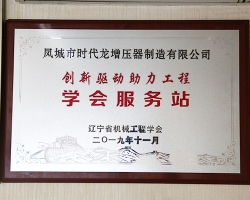 凤城市时代龙增压器制造有限公司
创新驱动助力工程
学会服务站
辽宁省机械工程学会
二〇一九年十一月